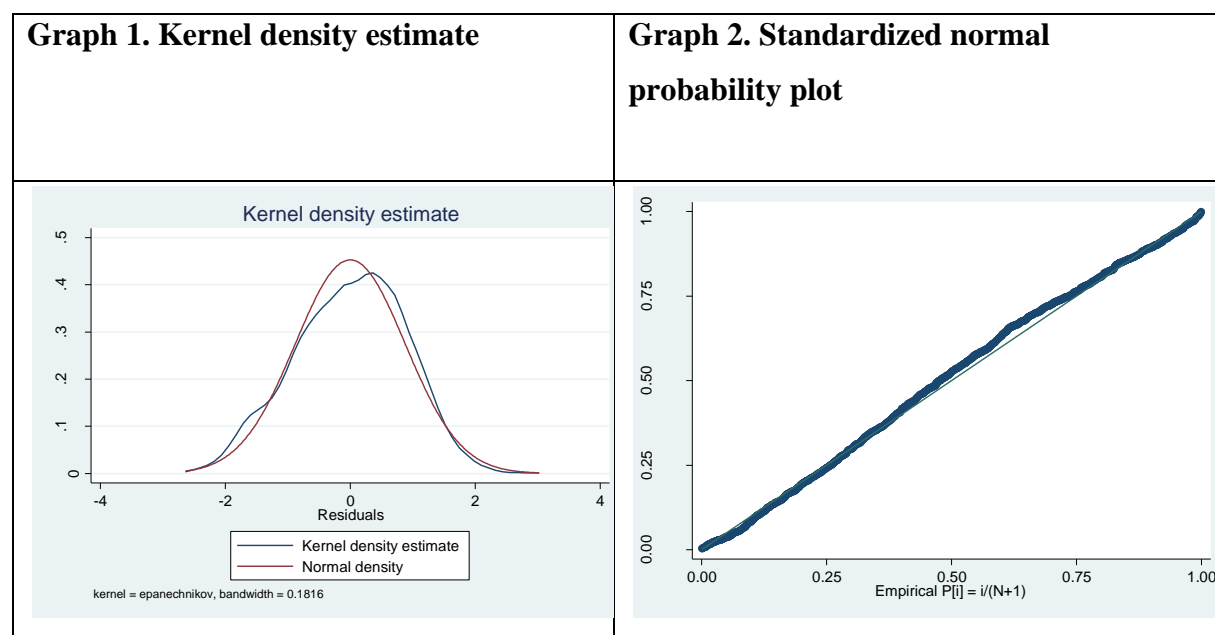 Graph 1. Kernel density estimate
Graph 2. Standardized normal
probability plot
Kernel density estimate
.5
.4
.3
.2
.1
0
-4 -2 0 2 4
Residuals
Kernel density estimate
Normal density
kernel = epanechnikov, bandwidth = 0.1816
1.00
0.75
0.50
0.25
0.00
0.00 0.25 0.50 0.75 1.00
Empirical P[i] = i/(N+1)